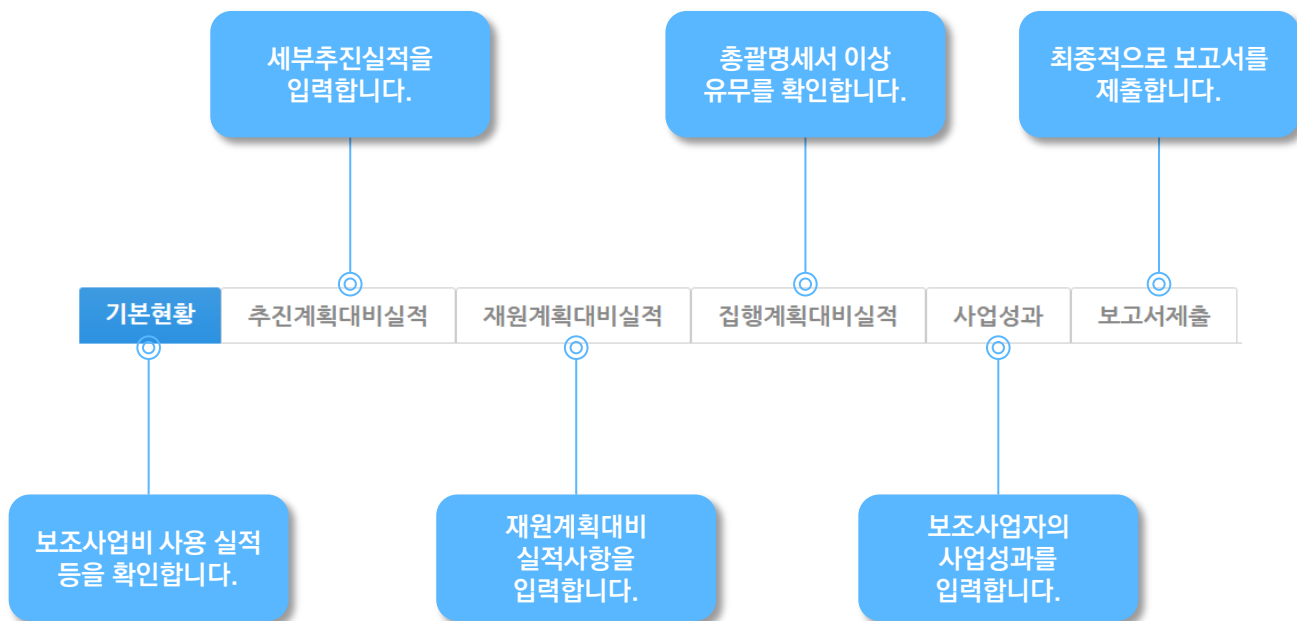 세부추진실적을
입력합니다.
총괄명세서 이상
유무를 확인합니다.
최종적으로 보고서를
제출합니다.
기본현황
추진계획대비실적
재원계획대비실적
집행계획대비실적
사업성과
보고서제출
보조사업비 사용 실적
등을 확인합니다.
재원계획대비
실적사항을
입력합니다.
보조사업자의
사업성과를
입력합니다.